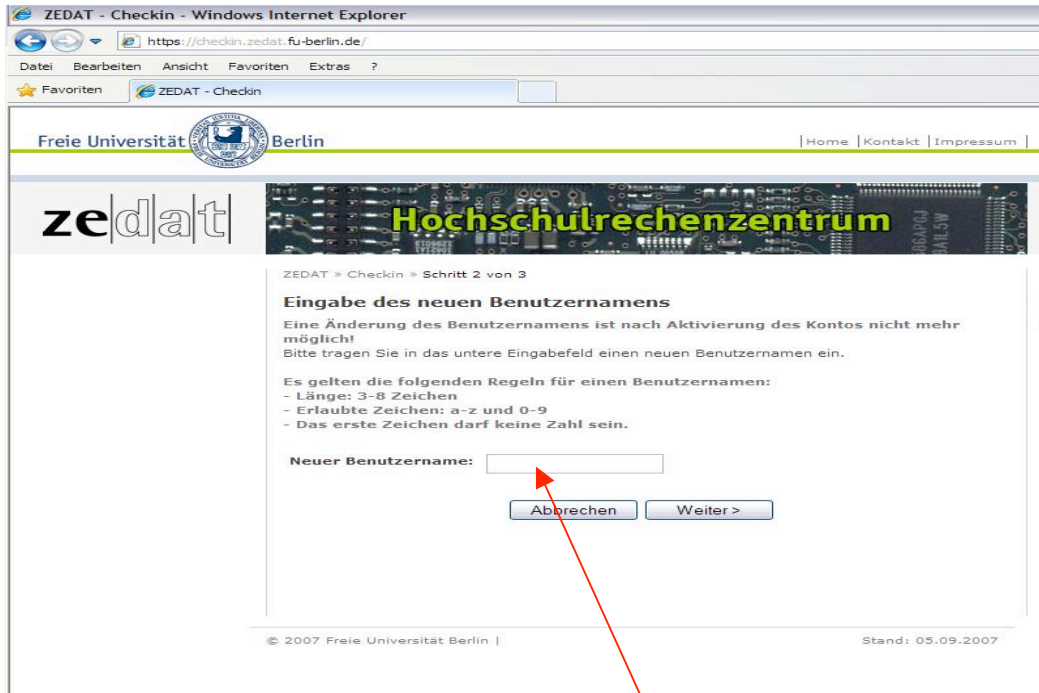 ZEDAT - Checkin - Windows Internet Explorer
https://checkin.zedat.fu-berlin.de/
Datei Bearbeiten Ansicht Favoriten Extras ?
Favoriten ZEDAT - Checkin
Freie Universität Berlin |Home |Kontakt |Impressum |
zedat
Hochschulrechenzentrum
ZEDAT » Checkin » Schritt 2 von 3
Eingabe des neuen Benutzernamens
Eine Änderung des Benutzernamens ist nach Aktivierung des Kontos nicht mehr
möglich!
Bitte tragen Sie in das untere Eingabefeld einen neuen Benutzernamen ein.
Es gelten die folgenden Regeln für einen Benutzernamen:
- Länge: 3-8 Zeichen
- Erlaubte Zeichen: a-z und 0-9
- Das erste Zeichen darf keine Zahl sein.
Neuer Benutzername:
Abbrechen Weiter >
© 2007 Freie Universität Berlin | Stand: 05.09.2007